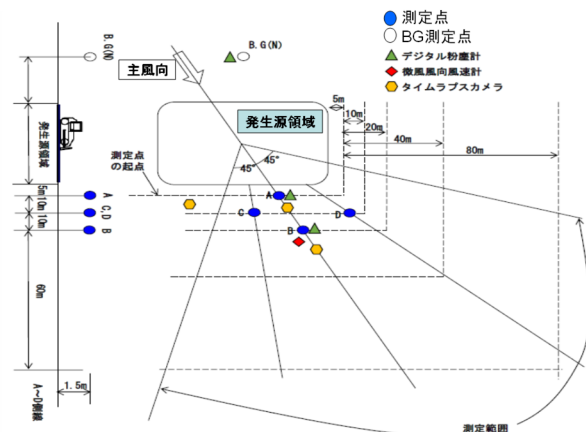 測定点
BG測定点
デジタル粉塵計
微風風向風速計
タイムラプスカメラ
B.G(N)
B.G(N)
主風向
発生源領域
発生源領域
5m
10m
20m
40m
80m
測定点
の起点
45°
45°
A
C
D
B
5m
10m
10m
60m
A
C,D
B
1.5m
A～D側線
測定範囲